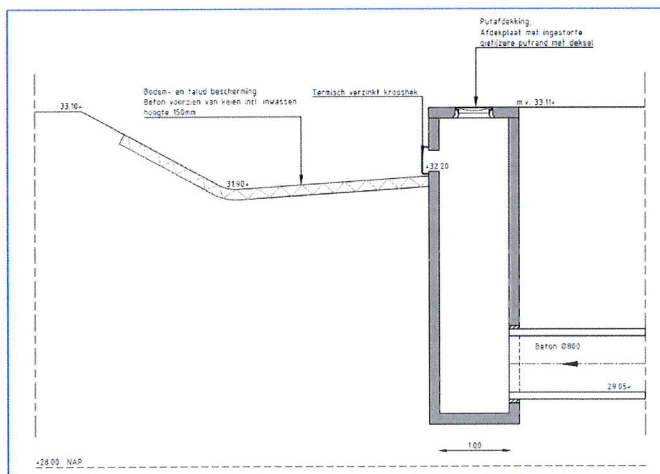 Putafdekking:
Afdekplaat met ingestorte
gietijzere putrand met deksel
Bodem- en talud bescherming
Beton voorzien van keien incl. inwassen
hoogte 150mm
Termisch verzinkt krooshek
33.10+
m.v. 33.11+
+32.20
31.90+
Beton Ø800
29.05+
1.00
+28.00 NAP